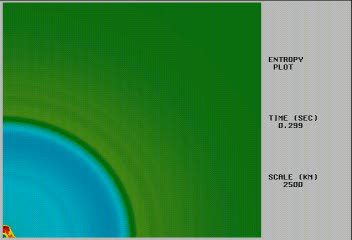 ENTROPY
PLOT
TIME (SEC)
0.299
SCALE (KM)
2500